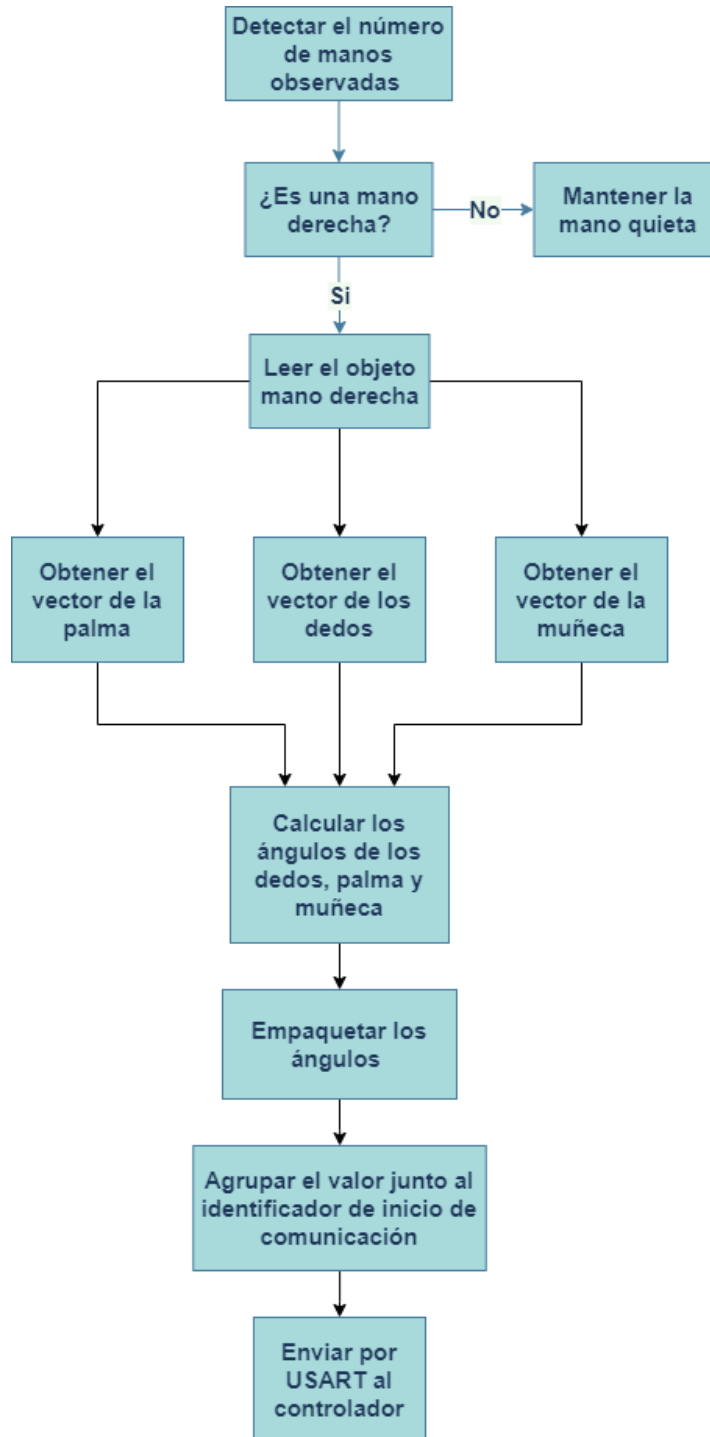 Detectar el número
de manos
observadas
¿Es una mano
derecha?
No
Mantener la
mano quieta
Si
Leer el objeto
mano derecha
Obtener el
vector de la
palma
Obtener el
vector de los
dedos
Obtener el
vector de la
muñeca
Calcular los
ángulos de los
dedos, palma y
muñeca
Empaquetar los
ángulos
Agrupar el valor junto al
identificador de inicio de
comunicación
Enviar por
USART al
controlador